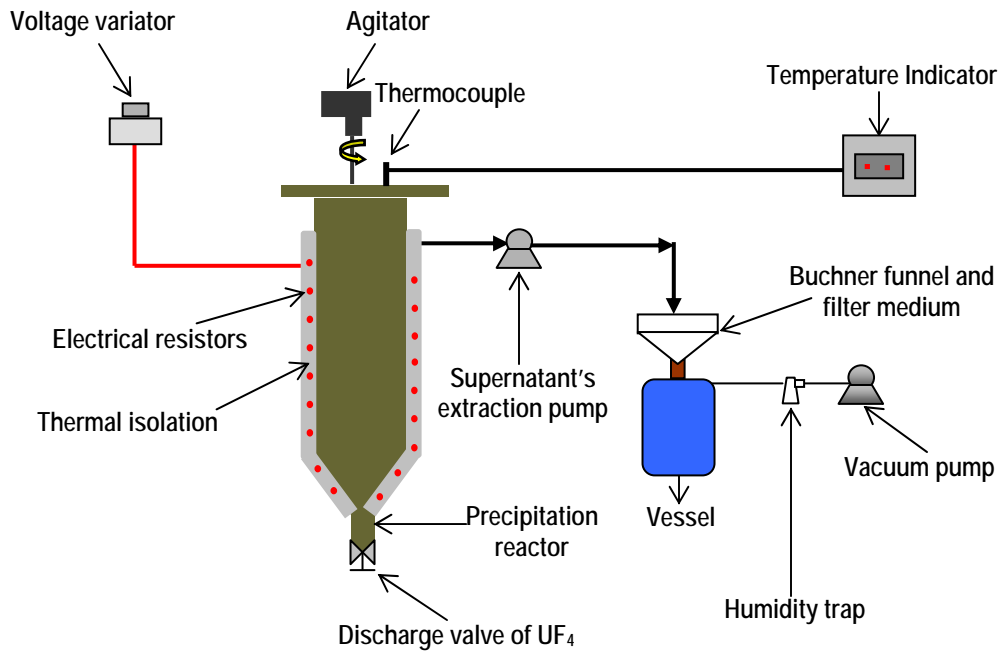 Voltage variator
Agitator
Thermocouple
Temperature Indicator
Buchner funnel and
filter medium
Electrical resistors
Supernatant's
extraction pump
Thermal isolation
Vacuum pump
Vessel
Precipitation
reactor
Humidity trap
Discharge valve of UF₄